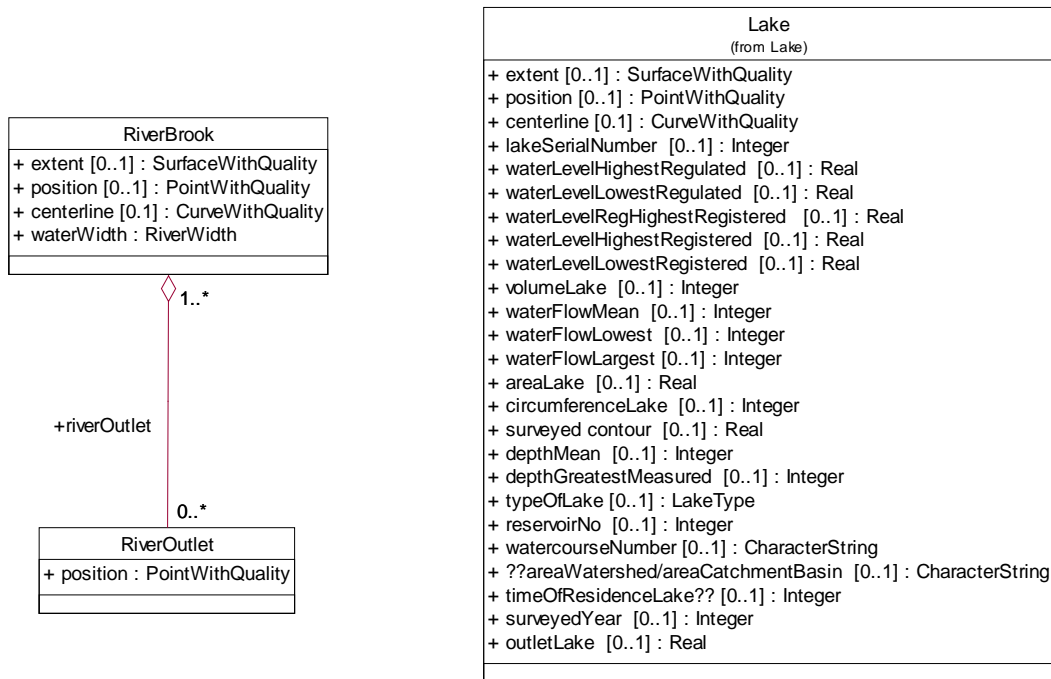 RiverBrook
+ extent [0..1] : SurfaceWithQuality
+ position [0..1] : PointWithQuality
+ centerline [0.1] : CurveWithQuality
+ waterWidth : RiverWidth
1..*
+riverOutlet
0..*
RiverOutlet
+ position : PointWithQuality
Lake
(from Lake)
+ extent [0..1] : SurfaceWithQuality
+ position [0..1] : PointWithQuality
+ centerline [0.1] : CurveWithQuality
+ lakeSerialNumber [0..1] : Integer
+ waterLevelHighestRegulated [0..1] : Real
+ waterLevelLowestRegulated [0..1] : Real
+ waterLevelRegHighestRegistered [0..1] : Real
+ waterLevelHighestRegistered [0..1] : Real
+ waterLevelLowestRegistered [0..1] : Real
+ volumeLake [0..1] : Integer
+ waterFlowMean [0..1] : Integer
+ waterFlowLowest [0..1] : Integer
+ waterFlowLargest [0..1] : Integer
+ areaLake [0..1] : Real
+ circumferenceLake [0..1] : Integer
+ surveyed contour [0..1] : Real
+ depthMean [0..1] : Integer
+ depthGreatestMeasured [0..1] : Integer
+ typeOfLake [0..1] : LakeType
+ reservoirNo [0..1] : Integer
+ watercourseNumber [0..1] : CharacterString
+ ??areaWatershed/areaCatchmentBasin [0..1] : CharacterString
+ timeOfResidenceLake?? [0..1] : Integer
+ surveyedYear [0..1] : Integer
+ outletLake [0..1] : Real